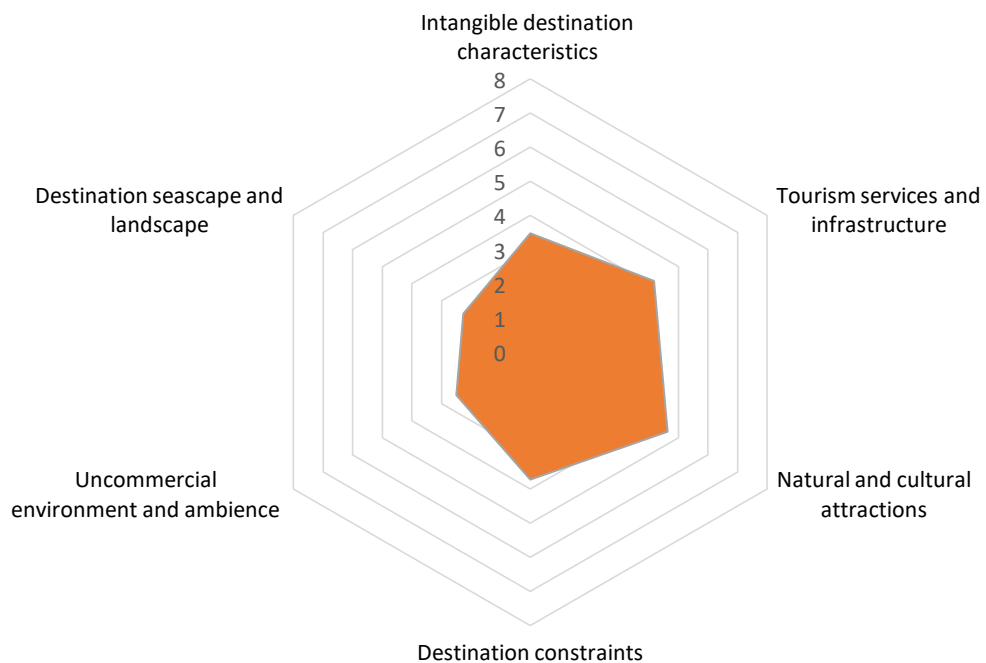 Intangible destination
characteristics
8
7
6
5
4
3
2
1
0
Destination seascape and
landscape
Tourism services and
infrastructure
Uncommercial
environment and ambience
Natural and cultural
attractions
Destination constraints